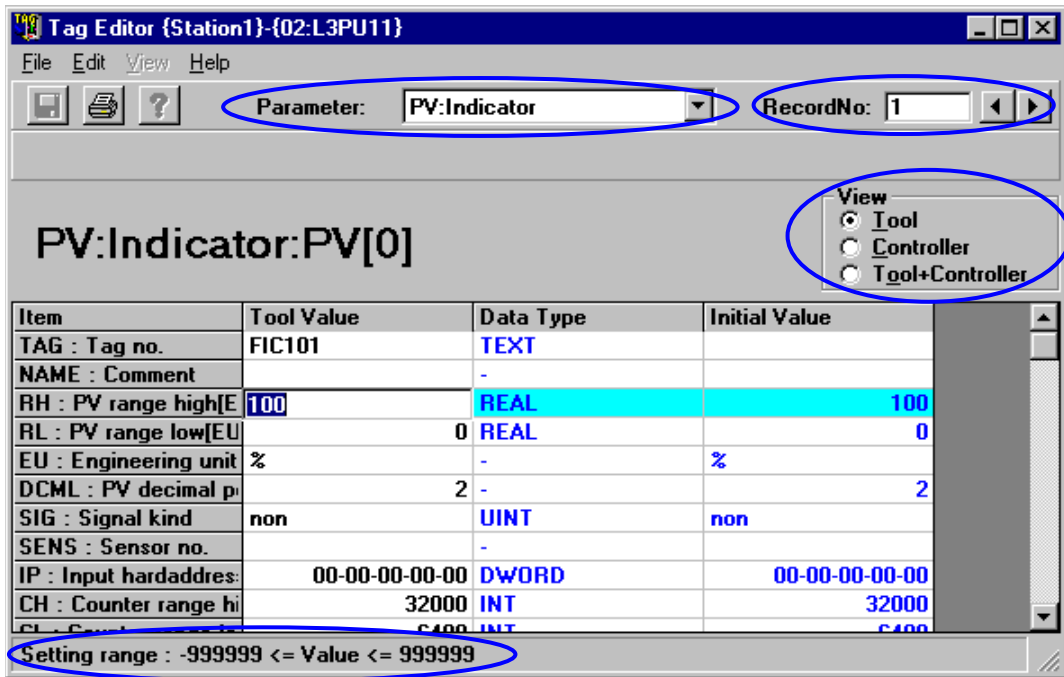 Tag Editor {Station1}-{02:L3PU11}
File Edit View Help
Parameter: PV:Indicator RecordNo: 1
View
Tool
Controller
Tool+Controller
PV:Indicator:PV[0]
Item Tool Value Data Type Initial Value
TAG : Tag no. FIC101 TEXT
NAME : Comment -
RH : PV range high[E 100 REAL 100
RL : PV range low[EU 0 REAL 0
EU : Engineering unit % - %
DCML : PV decimal p 2 - 2
SIG : Signal kind non UINT non
SENS : Sensor no. -
IP : Input hardaddres 00-00-00-00-00 DWORD 00-00-00-00-00
CH : Counter range hi 32000 INT 32000
Setting range : -999999 <= Value <= 999999